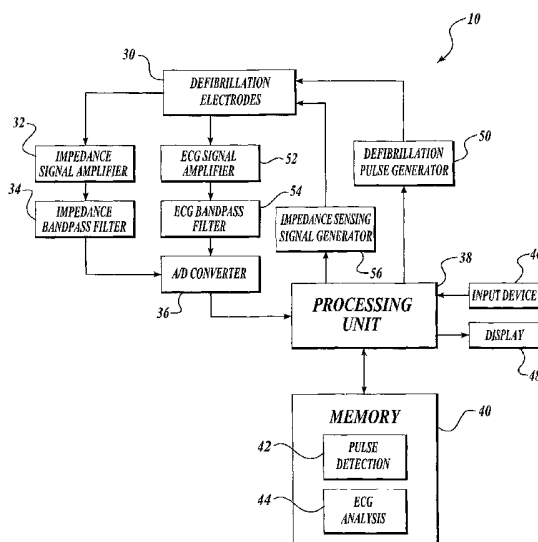 10
30
DEFIBRILLATION
ELECTRODES
32
IMPEDANCE
SIGNAL AMPLIFIER
ECG SIGNAL
AMPLIFIER
52
50
DEFIBRILLATION
PULSE GENERATOR
34
IMPEDANCE
BANDPASS FILTER
ECG BANDPASS
FILTER
54
IMPEDANCE SENSING
SIGNAL GENERATOR
56
A/D CONVERTER
36
38
PROCESSING
UNIT
46
INPUT DEVICE
DISPLAY
48
MEMORY
40
42
PULSE
DETECTION
44
ECG
ANALYSIS